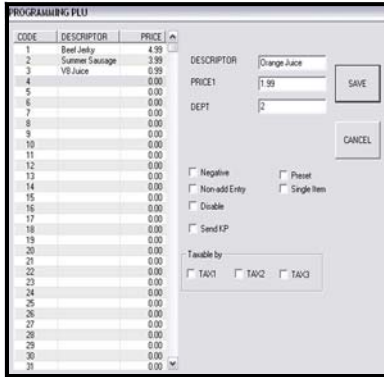 PROGRAMMING PLU
CODE DESCRIPTOR PRICE
1 Beef Jerky 4.99
2 Summer Sausage 3.99
3 V8 Juice 0.99
4 0.00
5 0.00
6 0.00
7 0.00
8 0.00
9 0.00
10 0.00
11 0.00
12 0.00
13 0.00
14 0.00
15 0.00
16 0.00
17 0.00
18 0.00
19 0.00
20 0.00
21 0.00
22 0.00
23 0.00
24 0.00
25 0.00
26 0.00
27 0.00
28 0.00
29 0.00
30 0.00
31 0.00
DESCRIPTOR Orange Juice
PRICE1 1.99
DEPT 2
SAVE
CANCEL
Negative Preset
Non-add Entry Single Item
Disable
Send KP
Taxable by
TAX1 TAX2 TAX3